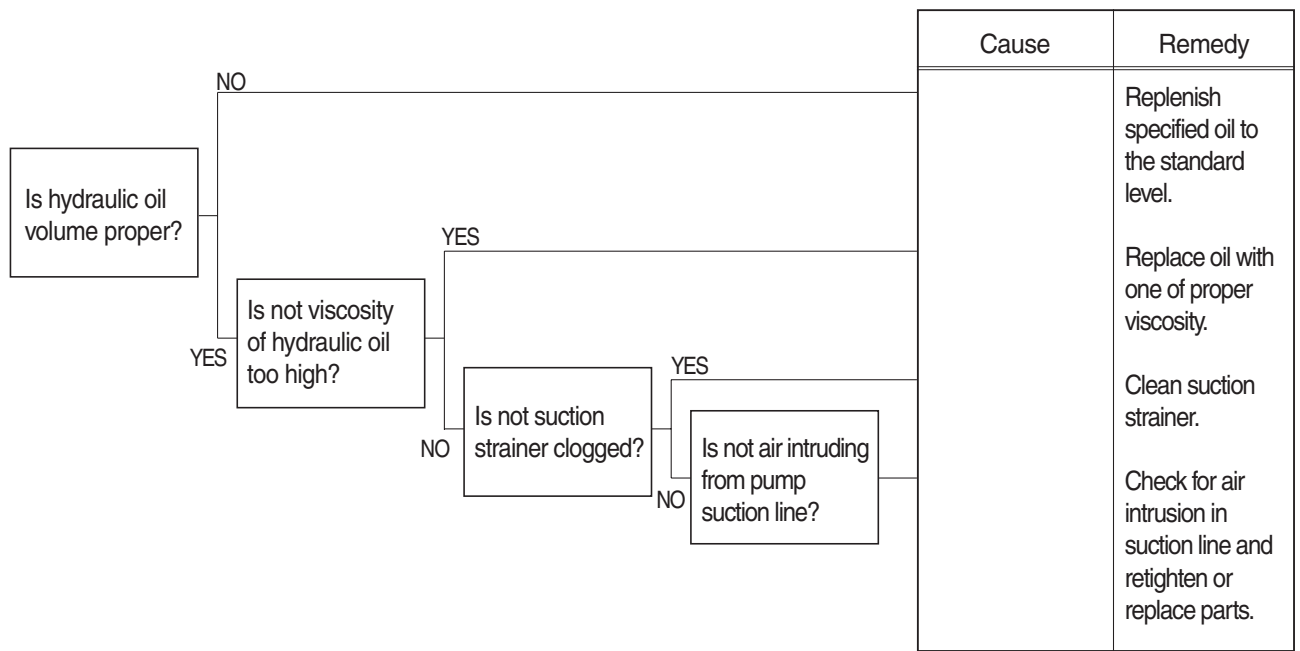 Cause
Remedy
NO
Replenish
specified oil to
the standard
level.
Is hydraulic oil
volume proper?
YES
Replace oil with
one of proper
viscosity.
YES
Is not viscosity
of hydraulic oil
too high?
YES
Clean suction
strainer.
NO
Is not suction
strainer clogged?
NO
Is not air intruding
from pump
suction line?
Check for air
intrusion in
suction line and
retighten or
replace parts.